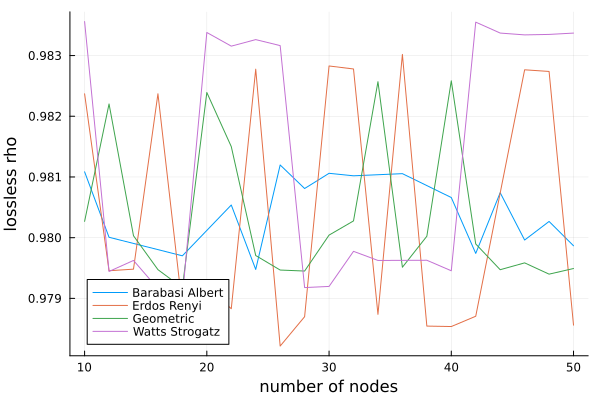 0.983
0.982
0.981
0.980
0.979
lossless rho
Barabasi Albert
Erdos Renyi
Geometric
Watts Strogatz
10 20 30 40 50
number of nodes